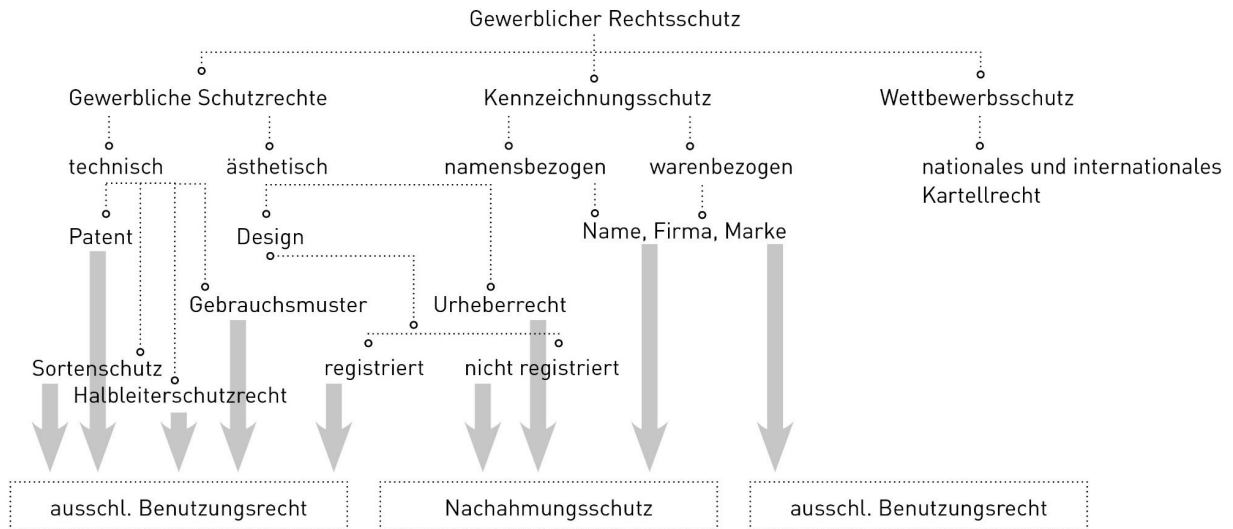 Gewerblicher Rechtsschutz
Gewerbliche Schutzrechte
Kennzeichnungsschutz
Wettbewerbsschutz
technisch
ästhetisch
namensbezogen
warenbezogen
nationales und internationales
Kartellrecht
Patent
Design
Name, Firma, Marke
Gebrauchsmuster
Urheberrecht
Sortenschutz
registriert
nicht registriert
Halbleiterschutzrecht
ausschl. Benutzungsrecht
Nachahmungsschutz
ausschl. Benutzungsrecht